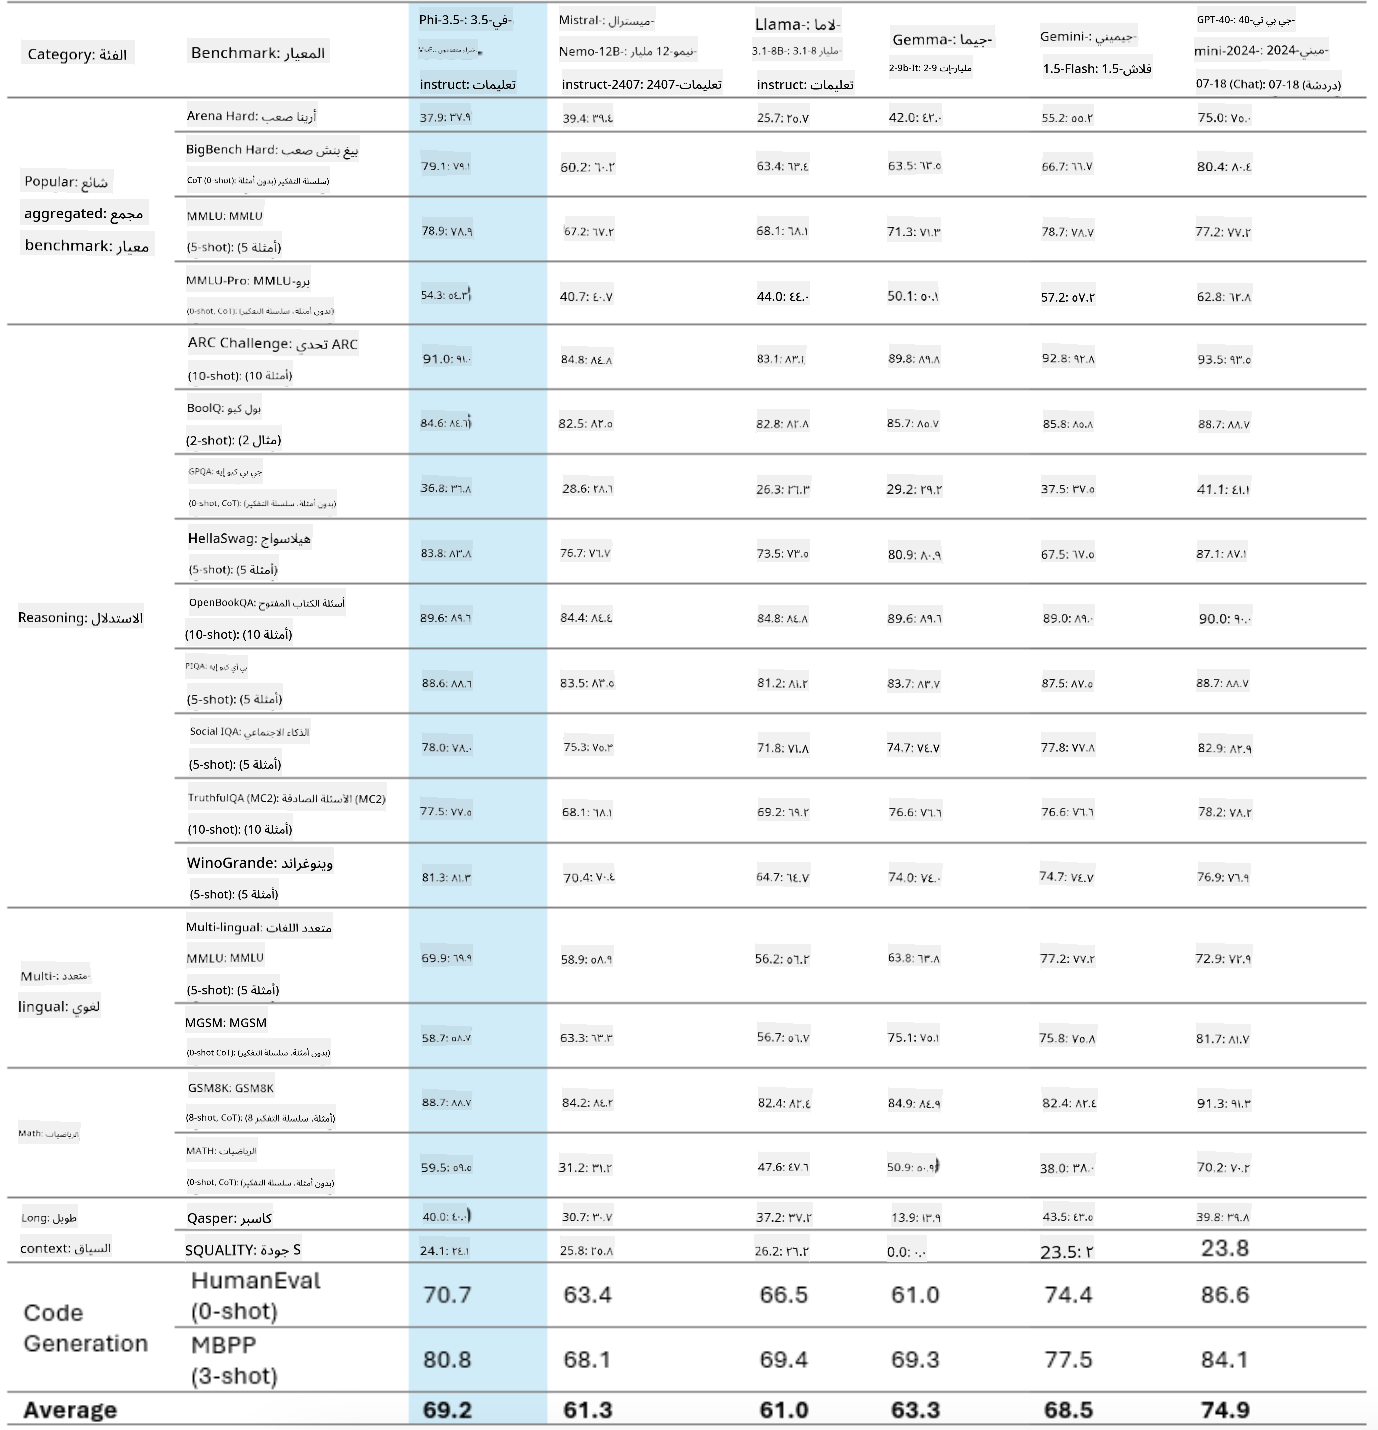 Category: الفئة
Benchmark: المعيار
Phi-3.5-: في-3.5-
instruct: تعليمات
Mistral-: ميسترال-
Nemo-12B-: نيمو-12 مليار-
instruct-2407: تعليمات-2407
Llama-: لاما-
3.1-8B-: 3.1-8 مليار-
instruct: تعليمات
Gemma-: جيما-
2-9b-It: 2-9 مليار-إت
Gemini-: جيميني-
1.5-Flash: فلاش-1.5
GPT-4O-: جي بي تي-4O-
mini-2024-: ميني-2024-
07-18 (Chat): 07-18 (دردشة)
Popular: شائع
aggregated: مجمع
benchmark: معيار
Arena Hard: أرينا صعب
37.9: ٣٧.٩
39.4: ٣٩.٤
25.7: ٢٥.٧
42.0: ٤٢.٠
55.2: ٥٥.٢
75.0: ٧٥.٠
BigBench Hard: بيغ بنش صعب
CoT (0-shot): سلسلة التفكير (بدون أمثلة)
79.1: ٧٩.١
60.2: ٦٠.٢
63.4: ٦٣.٤
63.5: ٦٣.٥
66.7: ٦٦.٧
80.4: ٨٠.٤
MMLU: MMLU
(5-shot): (5 أمثلة)
78.9: ٧٨.٩
67.2: ٦٧.٢
68.1: ٦٨.١
71.3: ٧١.٣
78.7: ٧٨.٧
77.2: ٧٧.٢
MMLU-Pro: MMLU-برو
(0-shot, CoT): (بدون أمثلة، سلسلة التفكير)
54.3: ٥٤.٣
40.7: ٤٠.٧
44.0: ٤٤.٠
50.1: ٥٠.١
57.2: ٥٧.٢
62.8: ٦٢.٨
Reasoning: الاستدلال
ARC Challenge: تحدي ARC
(10-shot): (10 أمثلة)
91.0: ٩١.٠
84.8: ٨٤.٨
83.1: ٨٣.١
89.8: ٨٩.٨
92.8: ٩٢.٨
93.5: ٩٣.٥
BoolQ: بول كيو
(2-shot): (2 مثال)
84.6: ٨٤.٦
82.5: ٨٢.٥
82.8: ٨٢.٨
85.7: ٨٥.٧
85.8: ٨٥.٨
88.7: ٨٨.٧
GPQA: جي بي كيو إيه
(0-shot, CoT): (بدون أمثلة، سلسلة التفكير)
36.8: ٣٦.٨
28.6: ٢٨.٦
26.3: ٢٦.٣
29.2: ٢٩.٢
37.5: ٣٧.٥
41.1: ٤١.١
HellaSwag: هيلاسواج
(5-shot): (5 أمثلة)
83.8: ٨٣.٨
76.7: ٧٦.٧
73.5: ٧٣.٥
80.9: ٨٠.٩
67.5: ٦٧.٥
87.1: ٨٧.١
OpenBookQA: أسئلة الكتاب المفتوح
(10-shot): (10 أمثلة)
89.6: ٨٩.٦
84.4: ٨٤.٤
84.8: ٨٤.٨
89.6: ٨٩.٦
89.0: ٨٩.٠
90.0: ٩٠.٠
PIQA: بي آي كيو إيه
(5-shot): (5 أمثلة)
88.6: ٨٨.٦
83.5: ٨٣.٥
81.2: ٨١.٢
83.7: ٨٣.٧
87.5: ٨٧.٥
88.7: ٨٨.٧
Social IQA: الذكاء الاجتماعي
(5-shot): (5 أمثلة)
78.0: ٧٨.٠
75.3: ٧٥.٣
71.8: ٧١.٨
74.7: ٧٤.٧
77.8: ٧٧.٨
82.9: ٨٢.٩
TruthfulQA (MC2): الأسئلة الصادقة (MC2)
(10-shot): (10 أمثلة)
77.5: ٧٧.٥
68.1: ٦٨.١
69.2: ٦٩.٢
76.6: ٧٦.٦
76.6: ٧٦.٦
78.2: ٧٨.٢
WinoGrande: وينوغراند
(5-shot): (5 أمثلة)
81.3: ٨١.٣
70.4: ٧٠.٤
64.7: ٦٤.٧
74.0: ٧٤.٠
74.7: ٧٤.٧
76.9: ٧٦.٩
Multi-: متعدد-
lingual: لغوي
Multi-lingual: متعدد اللغات
MMLU: MMLU
(5-shot): (5 أمثلة)
69.9: ٦٩.٩
58.9: ٥٨.٩
56.2: ٥٦.٢
63.8: ٦٣.٨
77.2: ٧٧.٢
72.9: ٧٢.٩
MGSM: MGSM
(0-shot CoT): (بدون أمثلة، سلسلة التفكير)
58.7: ٥٨.٧
63.3: ٦٣.٣
56.7: ٥٦.٧
75.1: ٧٥.١
75.8: ٧٥.٨
81.7: ٨١.٧
Math: الرياضيات
GSM8K: GSM8K
(8-shot, CoT): (8 أمثلة، سلسلة التفكير)
88.7: ٨٨.٧
84.2: ٨٤.٢
82.4: ٨٢.٤
84.9: ٨٤.٩
82.4: ٨٢.٤
91.3: ٩١.٣
MATH: الرياضيات
(0-shot, CoT): (بدون أمثلة، سلسلة التفكير)
59.5: ٥٩.٥
31.2: ٣١.٢
47.6: ٤٧.٦
50.9: ٥٠.٩
38.0: ٣٨.٠
70.2: ٧٠.٢
Long: طويل
context: السياق
Qasper: كاسبر
40.0: ٤٠.٠
30.7: ٣٠.٧
37.2: ٣٧.٢
13.9: ١٣.٩
43.5: ٤٣.٥
39.8: ٣٩.٨
SQUALITY: جودة S
24.1: ٢٤.١
25.8: ٢٥.٨
26.2: ٢٦.٢
0.0: ٠.٠
23.5: ٢
23.8
Code
Generation
HumanEval
(0-shot)
70.7
63.4
66.5
61.0
74.4
86.6
MBPP
(3-shot)
80.8
68.1
69.4
69.3
77.5
84.1
Average
69.2
61.3
61.0
63.3
68.5
74.9